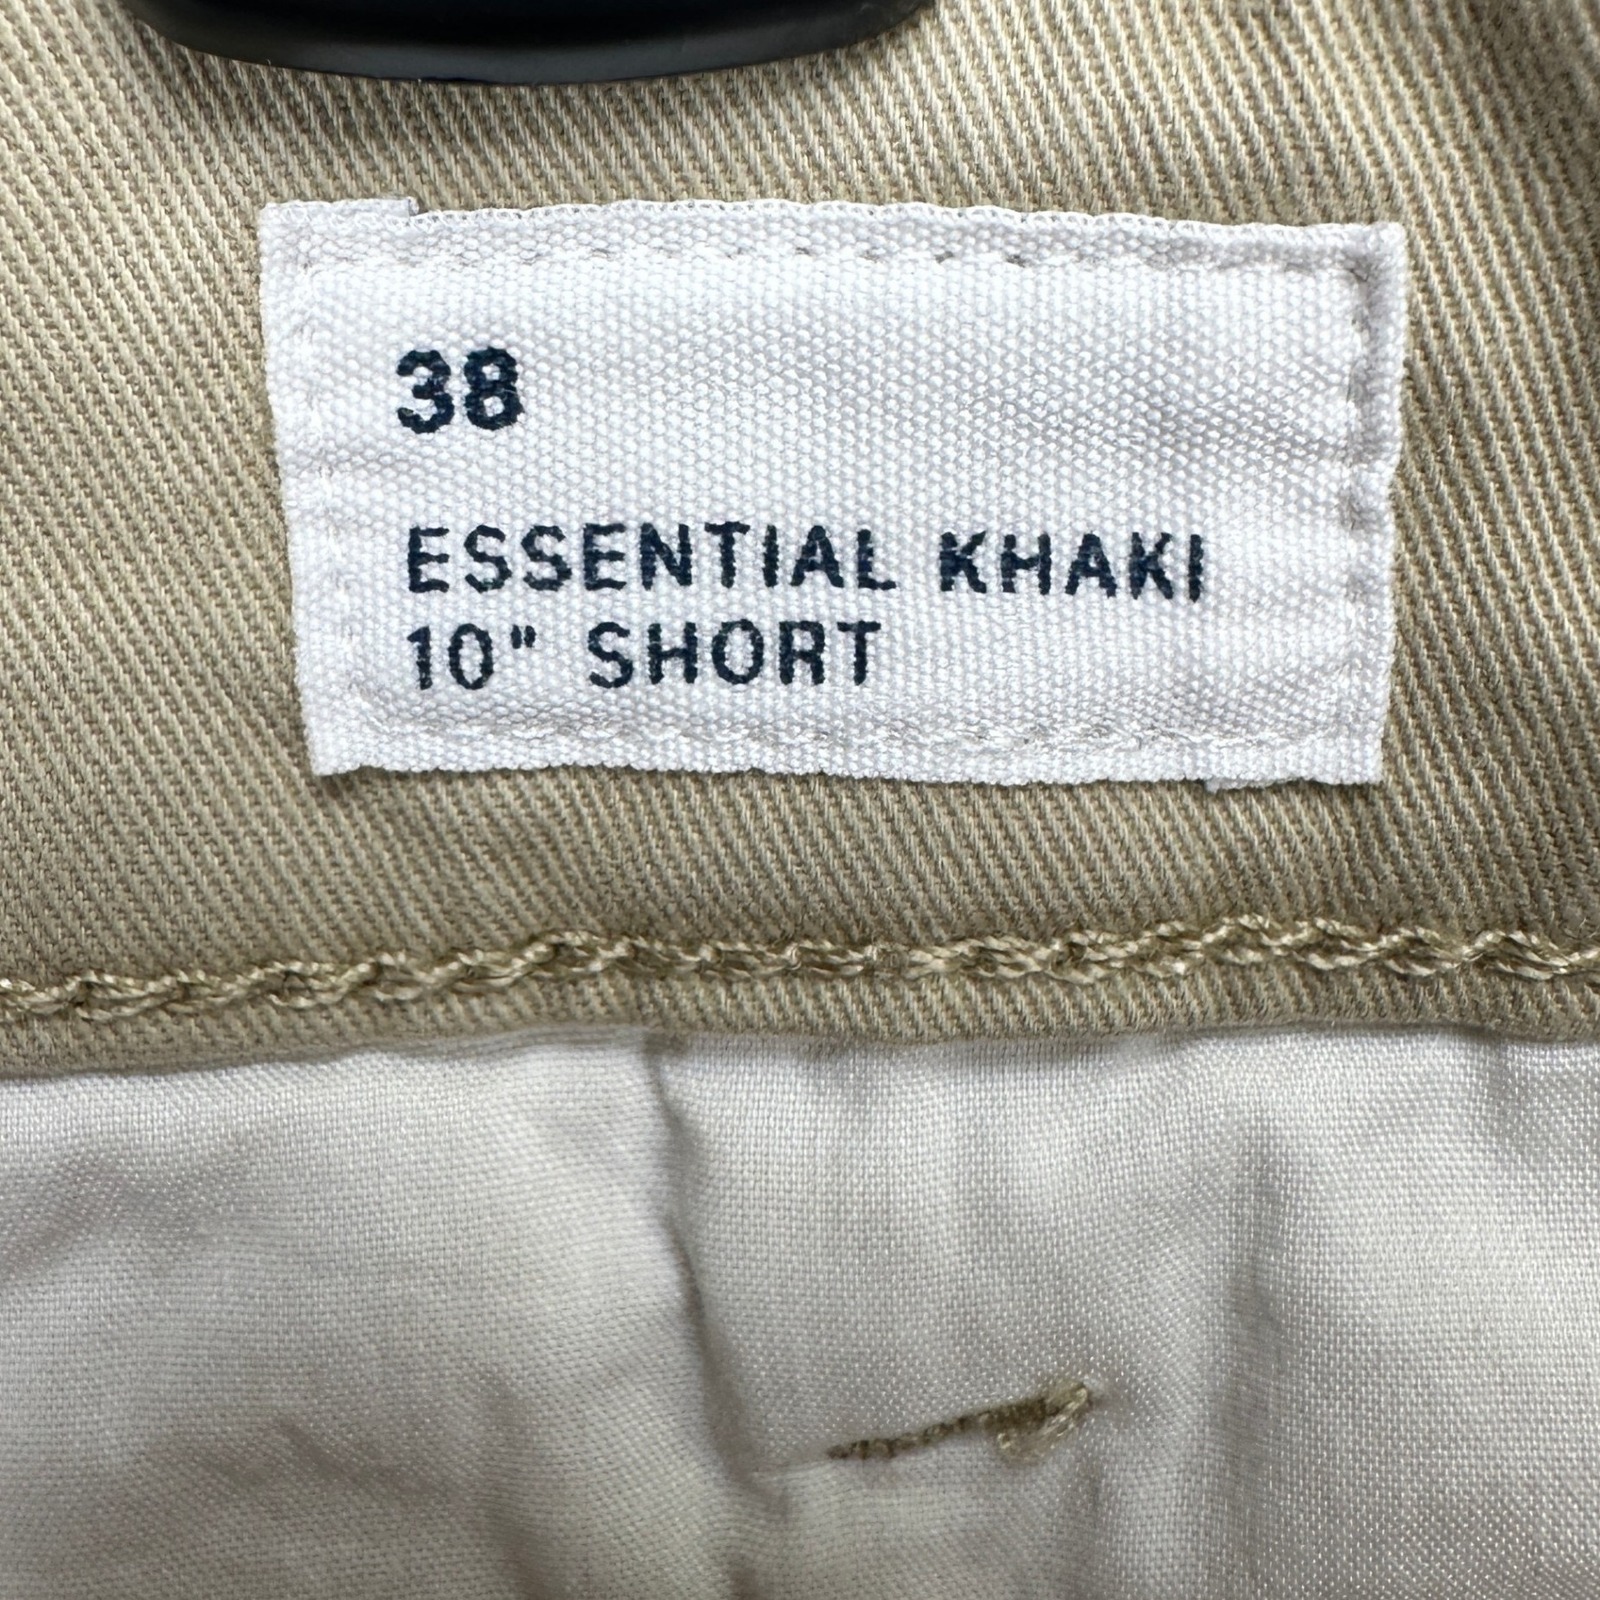 38
ESSENTIAL KHAKI
10" SHORT